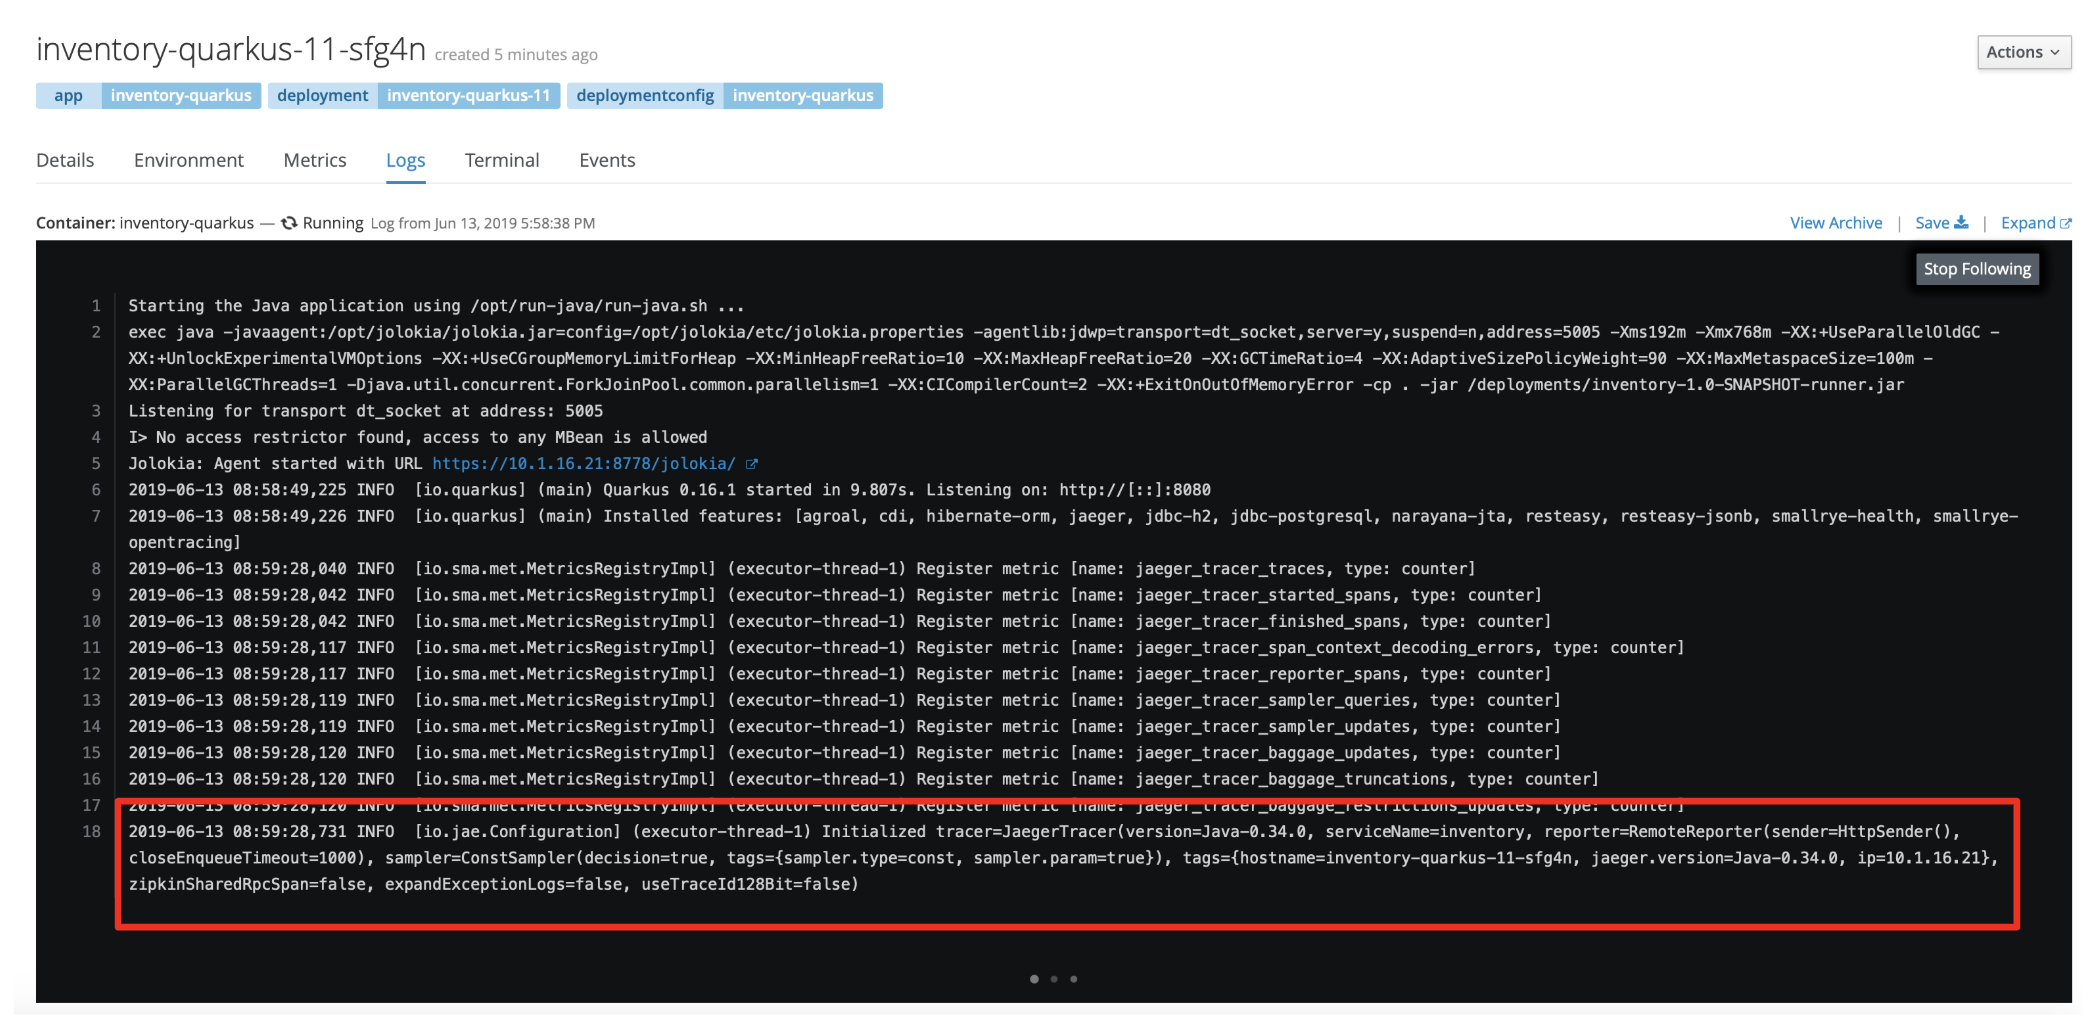 inventory-quarkus-11-sfg4n created 5 minutes ago
Actions
app inventory-quarkus deployment inventory-quarkus-11 deploymentconfig inventory-quarkus
Details Environment Metrics Logs Terminal Events
Container: inventory-quarkus — Running Log from Jun 13, 2019 5:58:38 PM View Archive | Save | Expand
Stop Following
1 Starting the Java application using /opt/run-java/run-java.sh ...
2 exec java -javaagent:/opt/jolokia/jolokia.jar=config=/opt/jolokia/etc/jolokia.properties -agentlib:jdwp=transport=dt_socket,server=y,suspend=n,address=5005 -Xms192m -Xmx768m -XX:+UseParallelOldGC -
XX:+UnlockExperimentalVMOptions -XX:+UseCGroupMemoryLimitForHeap -XX:MinHeapFreeRatio=10 -XX:MaxHeapFreeRatio=20 -XX:GCTimeRatio=4 -XX:AdaptiveSizePolicyWeight=90 -XX:MaxMetaspaceSize=100m -
XX:ParallelGCThreads=1 -Djava.util.concurrent.ForkJoinPool.common.parallelism=1 -XX:CICompilerCount=2 -XX:+ExitOnOutOfMemoryError -cp . -jar /deployments/inventory-1.0-SNAPSHOT-runner.jar
3 Listening for transport dt_socket at address: 5005
4 I> No access restrictor found, access to any MBean is allowed
5 Jolokia: Agent started with URL https://10.1.16.21:8778/jolokia/
6 2019-06-13 08:58:49,225 INFO [io.quarkus] (main) Quarkus 0.16.1 started in 9.807s. Listening on: http://[::]:8080
7 2019-06-13 08:58:49,226 INFO [io.quarkus] (main) Installed features: [agroal, cdi, hibernate-orm, jaeger, jdbc-h2, jdbc-postgresql, narayana-jta, resteasy, resteasy-jsonb, smallrye-health, smallrye-
opentracing]
8 2019-06-13 08:59:28,040 INFO [io.sma.met.MetricsRegistryImpl] (executor-thread-1) Register metric [name: jaeger_tracer_traces, type: counter]
9 2019-06-13 08:59:28,042 INFO [io.sma.met.MetricsRegistryImpl] (executor-thread-1) Register metric [name: jaeger_tracer_started_spans, type: counter]
10 2019-06-13 08:59:28,042 INFO [io.sma.met.MetricsRegistryImpl] (executor-thread-1) Register metric [name: jaeger_tracer_finished_spans, type: counter]
11 2019-06-13 08:59:28,117 INFO [io.sma.met.MetricsRegistryImpl] (executor-thread-1) Register metric [name: jaeger_tracer_span_context_decoding_errors, type: counter]
12 2019-06-13 08:59:28,117 INFO [io.sma.met.MetricsRegistryImpl] (executor-thread-1) Register metric [name: jaeger_tracer_reporter_spans, type: counter]
13 2019-06-13 08:59:28,119 INFO [io.sma.met.MetricsRegistryImpl] (executor-thread-1) Register metric [name: jaeger_tracer_sampler_queries, type: counter]
14 2019-06-13 08:59:28,119 INFO [io.sma.met.MetricsRegistryImpl] (executor-thread-1) Register metric [name: jaeger_tracer_sampler_updates, type: counter]
15 2019-06-13 08:59:28,120 INFO [io.sma.met.MetricsRegistryImpl] (executor-thread-1) Register metric [name: jaeger_tracer_baggage_updates, type: counter]
16 2019-06-13 08:59:28,120 INFO [io.sma.met.MetricsRegistryImpl] (executor-thread-1) Register metric [name: jaeger_tracer_baggage_truncations, type: counter]
17 2019-06-13 08:59:28,120 INFO [io.sma.met.MetricsRegistryImpl] (executor-thread-1) Register metric [name: jaeger_tracer_baggage_restrictions_updates, type: counter]
18 2019-06-13 08:59:28,731 INFO [io.jae.Configuration] (executor-thread-1) Initialized tracer=JaegerTracer(version=Java-0.34.0, serviceName=inventory, reporter=RemoteReporter(sender=HttpSender(),
closeEnqueueTimeout=1000), sampler=ConstSampler(decision=true, tags={sampler.type=const, sampler.param=true}), tags={hostname=inventory-quarkus-11-sfg4n, jaeger.version=Java-0.34.0, ip=10.1.16.21},
zipkinSharedRpcSpan=false, expandExceptionLogs=false, useTraceId128Bit=false)